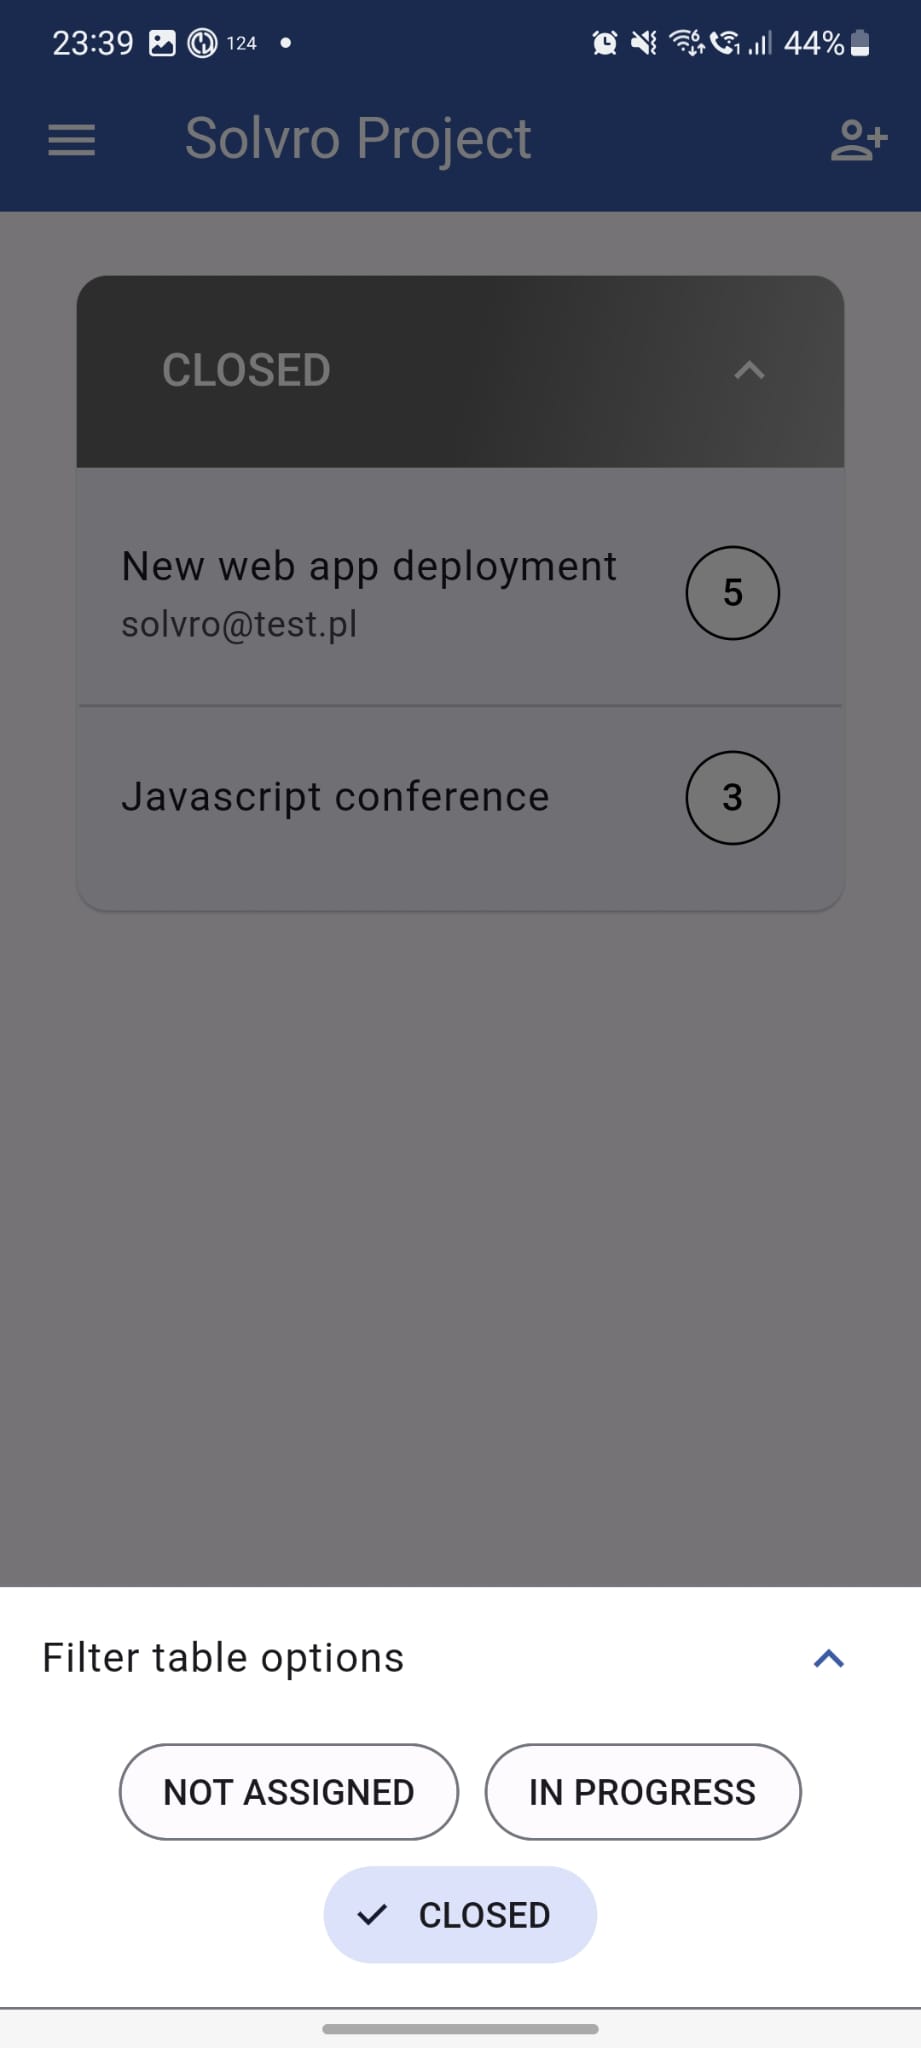 23:39 124 44%
Solvro Project
CLOSED
New web app deployment
solvro@test.pl
5
Javascript conference
3
Filter table options
NOT ASSIGNED IN PROGRESS
CLOSED